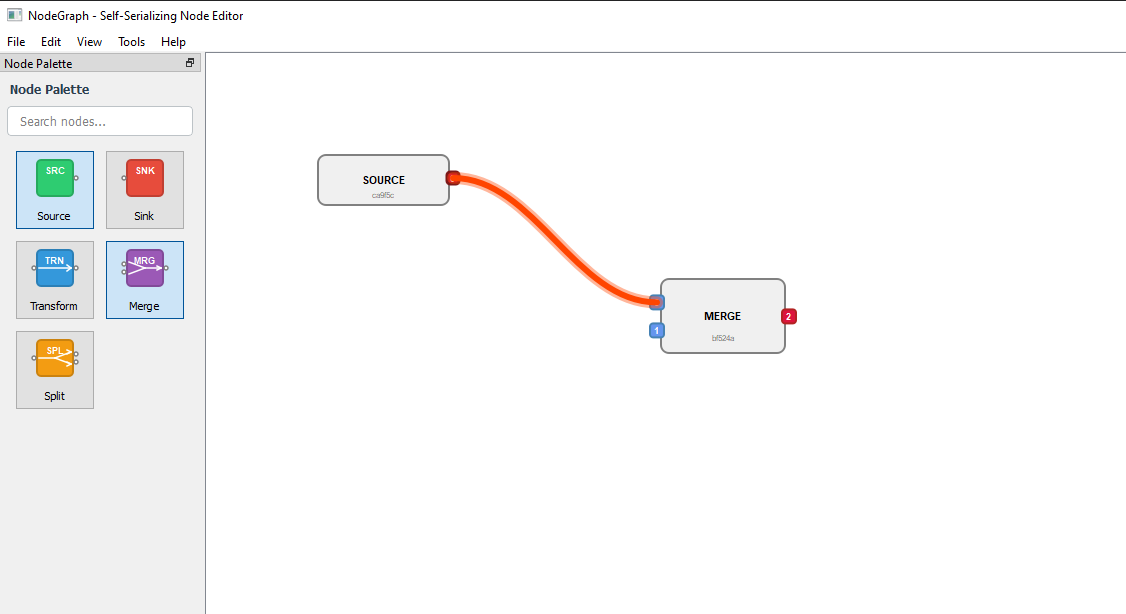 NodeGraph - Self-Serializing Node Editor
File Edit View Tools Help
Node Palette
Node Palette
Search nodes...
SRC
Source
SNK
Sink
TRN
Transform
MRG
Merge
SPL
Split
SOURCE
ca9f5c
MERGE
bf524a
1
2